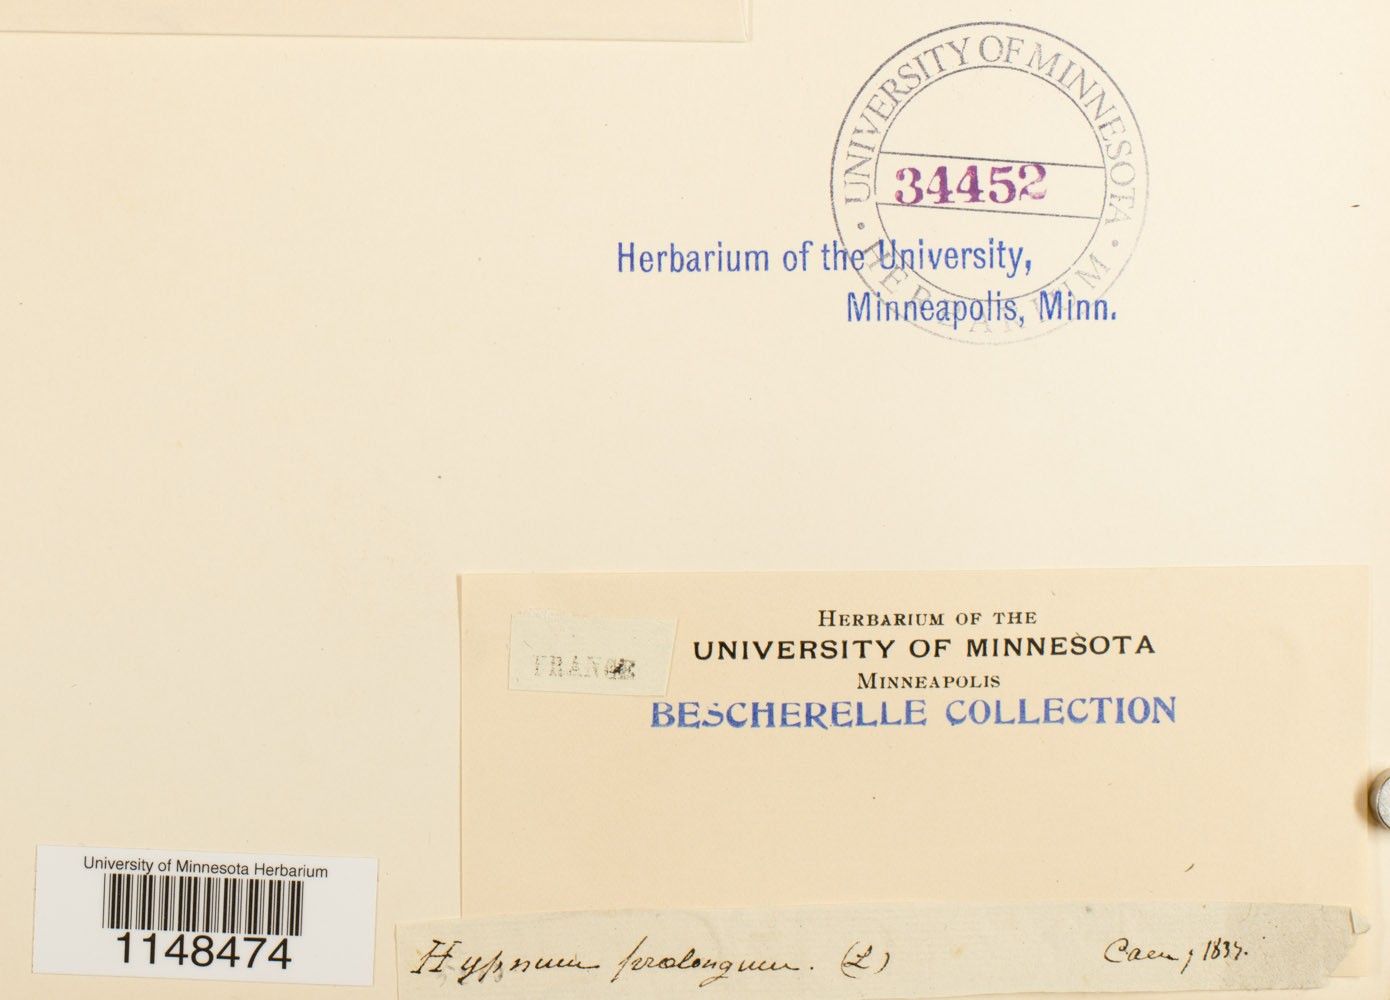 UNIVERSITY OF MINNESOTA
· HERBARIUM ·
34452
Herbarium of the University,
Minneapolis, Minn.
FRANCE
HERBARIUM OF THE
UNIVERSITY OF MINNESOTA
MINNEAPOLIS
BESCHERELLE COLLECTION
University of Minnesota Herbarium
1148474
Hypnum prælongum. (L) Caen, 1837.